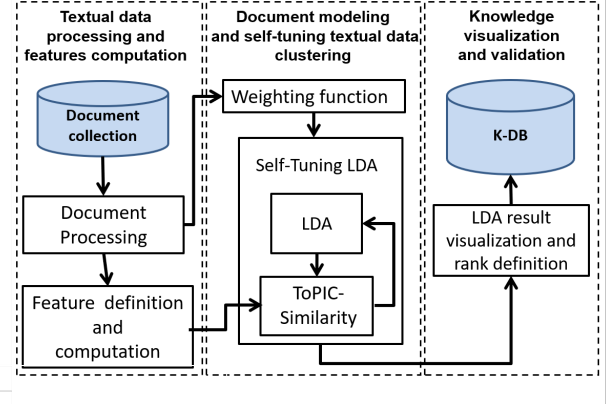 Textual data
processing and
features computation
Document
collection
Document
Processing
Feature definition
and
computation
Document modeling
and self-tuning textual data
clustering
Weighting function
Self-Tuning LDA
LDA
ToPIC-
Similarity
Knowledge
visualization
and validation
K-DB
LDA result
visualization and
rank definition